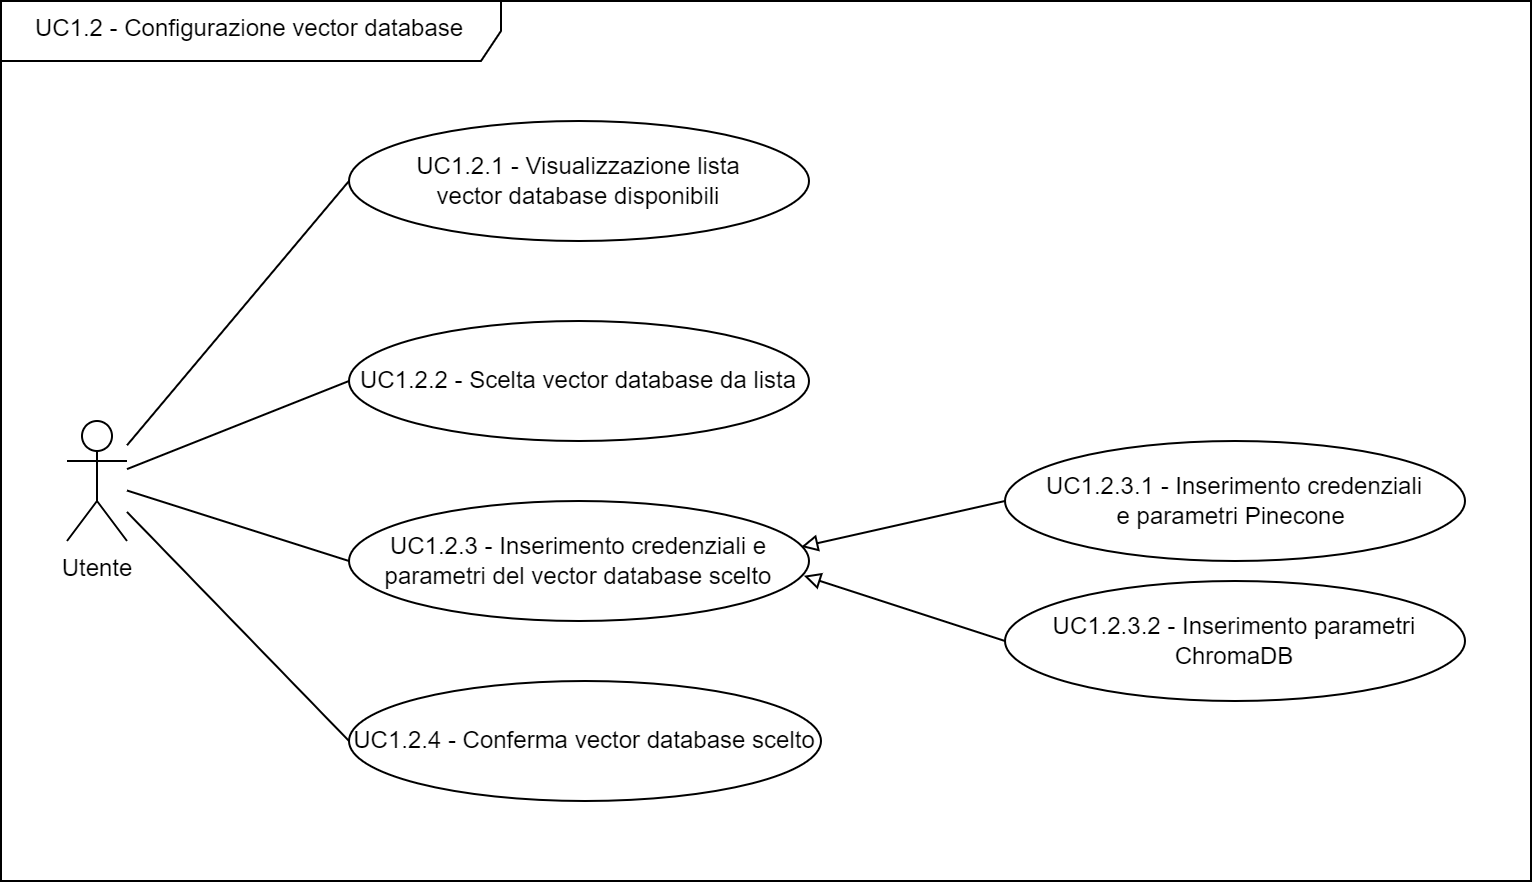 UC1.2 - Configurazione vector database
UC1.2.1 - Visualizzazione lista
vector database disponibili
UC1.2.2 - Scelta vector database da lista
UC1.2.3 - Inserimento credenziali e
parametri del vector database scelto
UC1.2.3.1 - Inserimento credenziali
e parametri Pinecone
UC1.2.3.2 - Inserimento parametri
ChromaDB
Utente
UC1.2.4 - Conferma vector database scelto